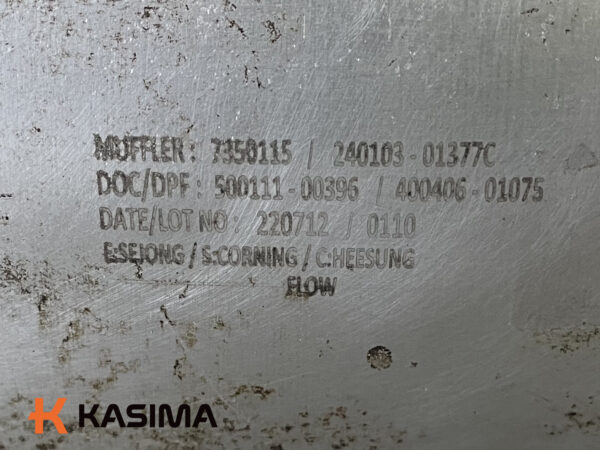 MUFFLER: 7350115 / 240103-01377C
DOC/DPF: 500111-00396 / 400406-01075
DATE/LOT NO: 220712 / 0110
E:SEJONG / S:CORNING / C:HEESUNG
FLOW
KASIMA